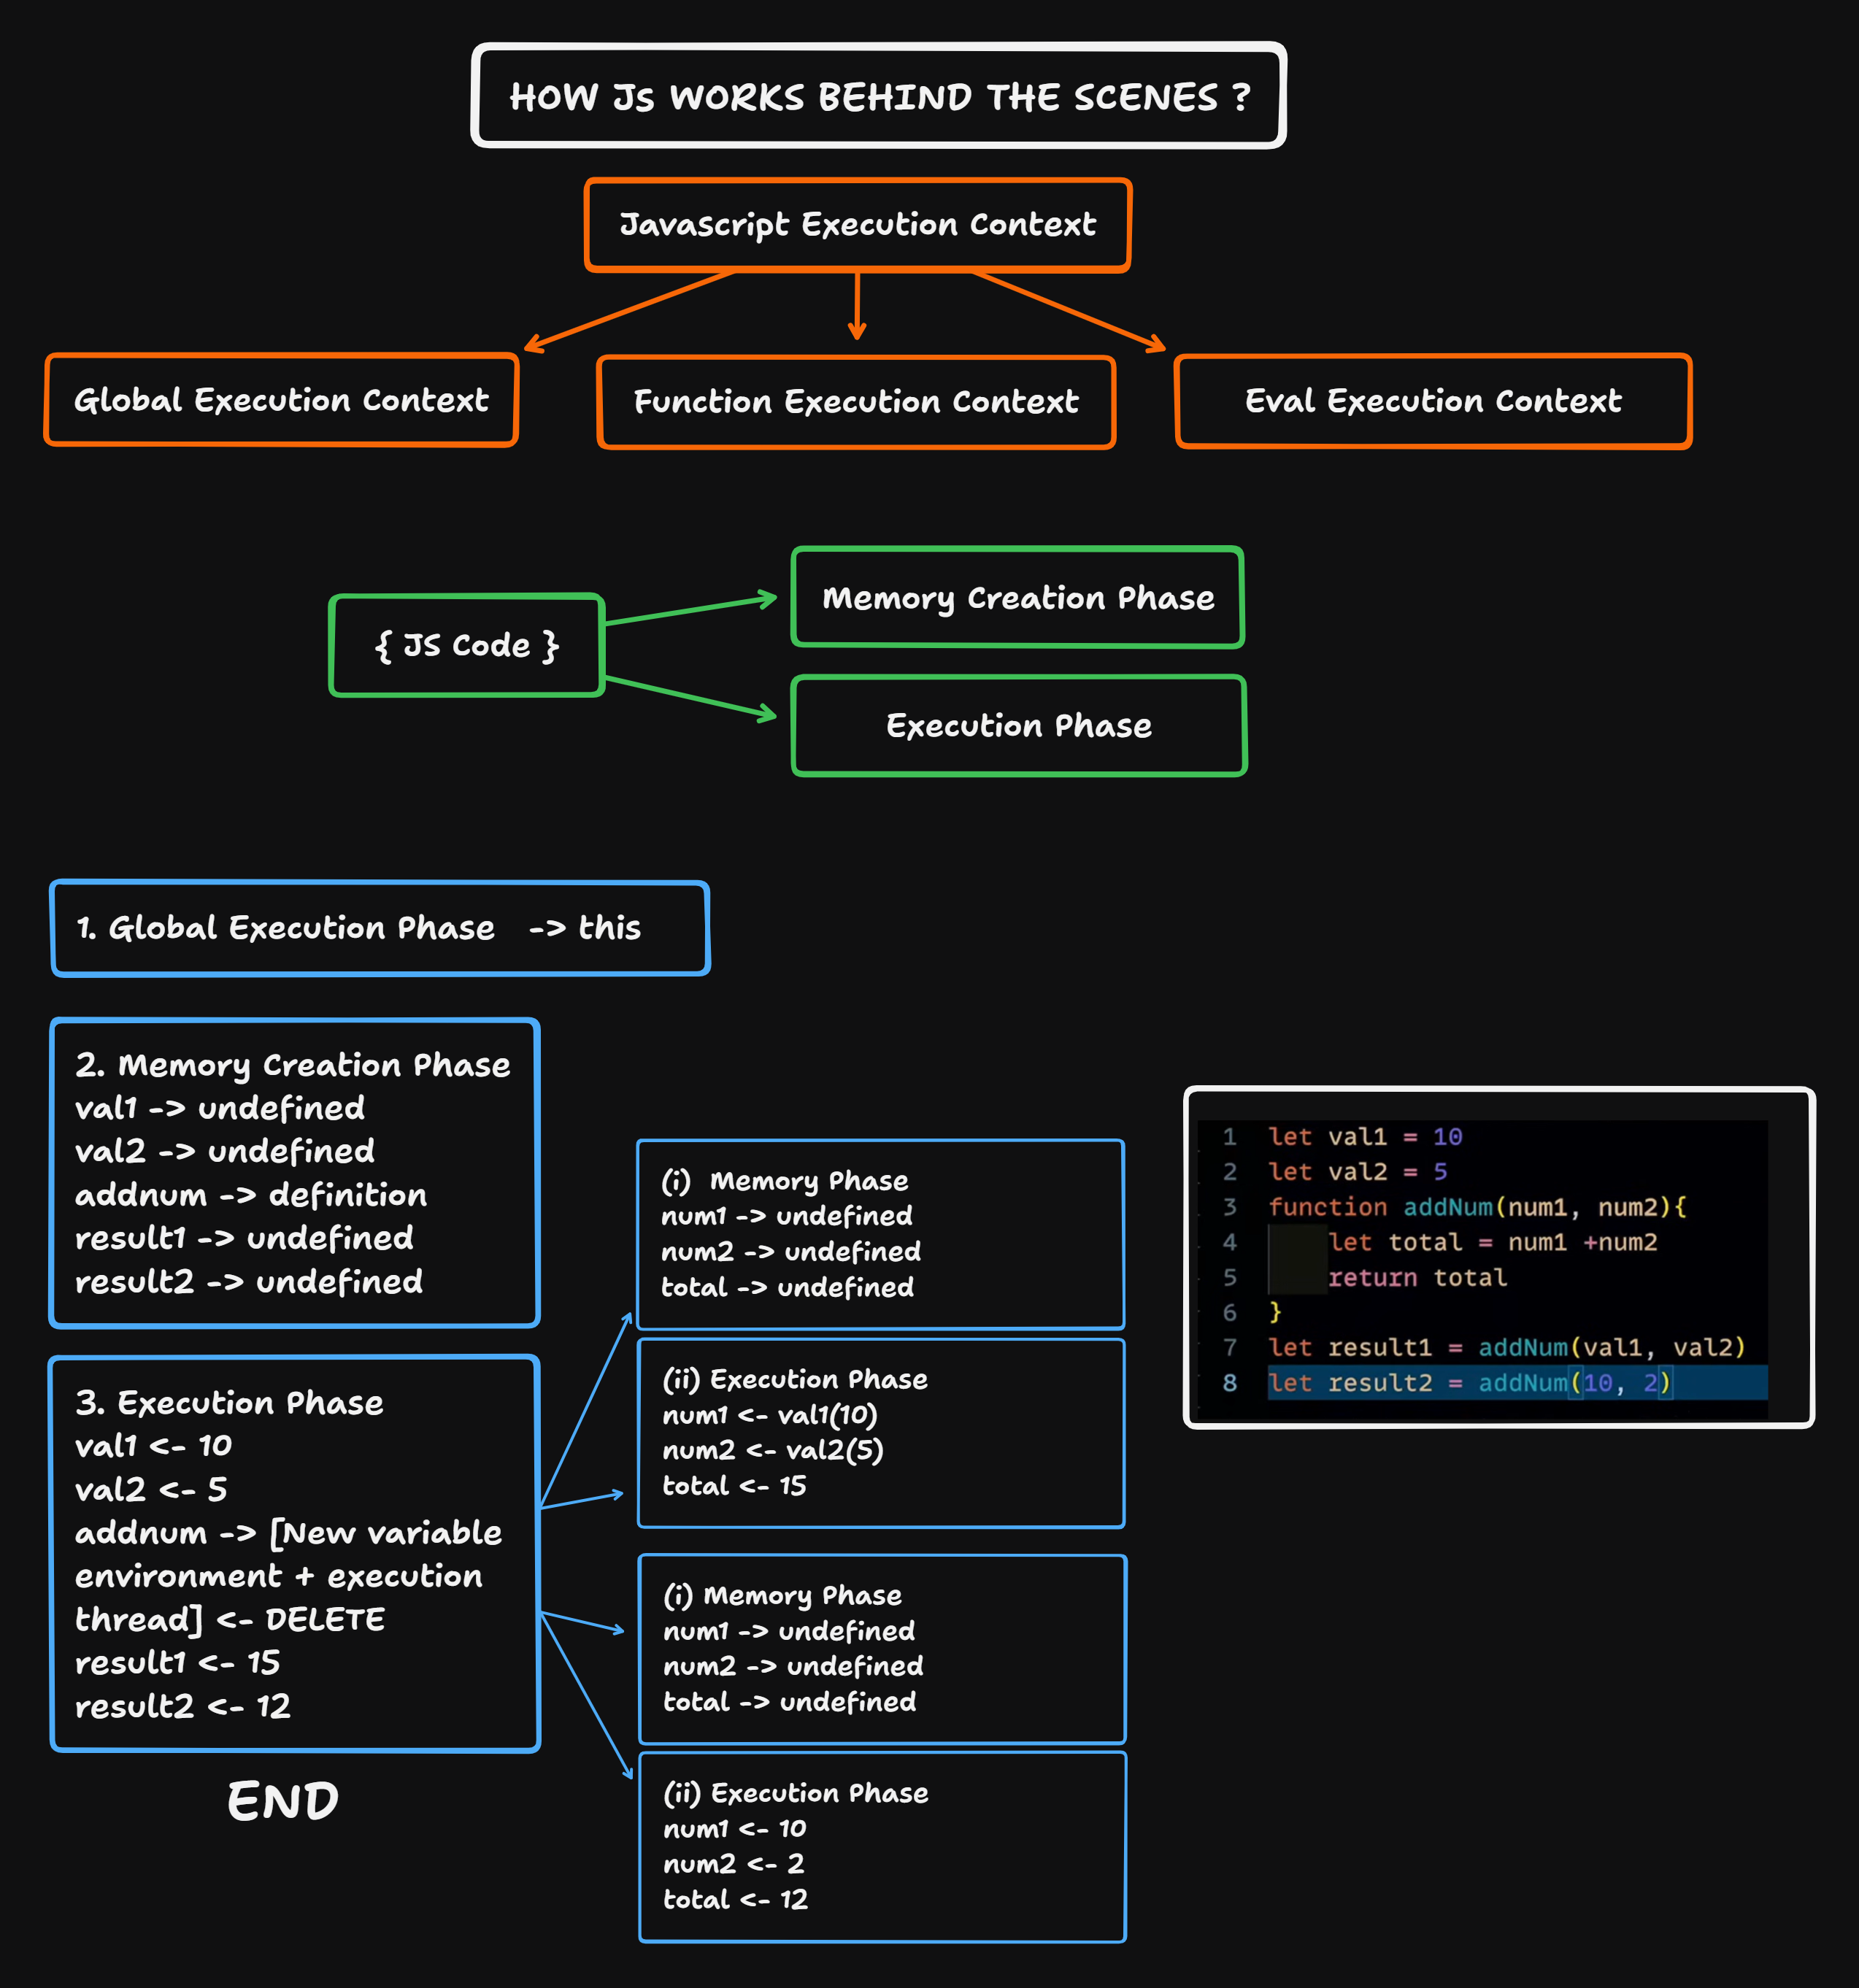 HOW Js WORKS BEHIND THE SCENES ?
Javascript Execution Context
Global Execution Context
Function Execution Context
Eval Execution Context
{ JS Code }
Memory Creation Phase
Execution Phase
1. Global Execution Phase -> this
2. Memory Creation Phase
val1 -> undefined
val2 -> undefined
addnum -> definition
result1 -> undefined
result2 -> undefined
3. Execution Phase
val1 <- 10
val2 <- 5
addnum -> [New variable
environment + execution
thread] <- DELETE
result1 <- 15
result2 <- 12
END
(i) Memory Phase
num1 -> undefined
num2 -> undefined
total -> undefined
(ii) Execution Phase
num1 <- val1(10)
num2 <- val2(5)
total <- 15
(i) Memory Phase
num1 -> undefined
num2 -> undefined
total -> undefined
(ii) Execution Phase
num1 <- 10
num2 <- 2
total <- 12
1 let val1 = 10
2 let val2 = 5
3 function addNum(num1, num2){
4 let total = num1 +num2
5 return total
6 }
7 let result1 = addNum(val1, val2)
8 let result2 = addNum(10, 2)